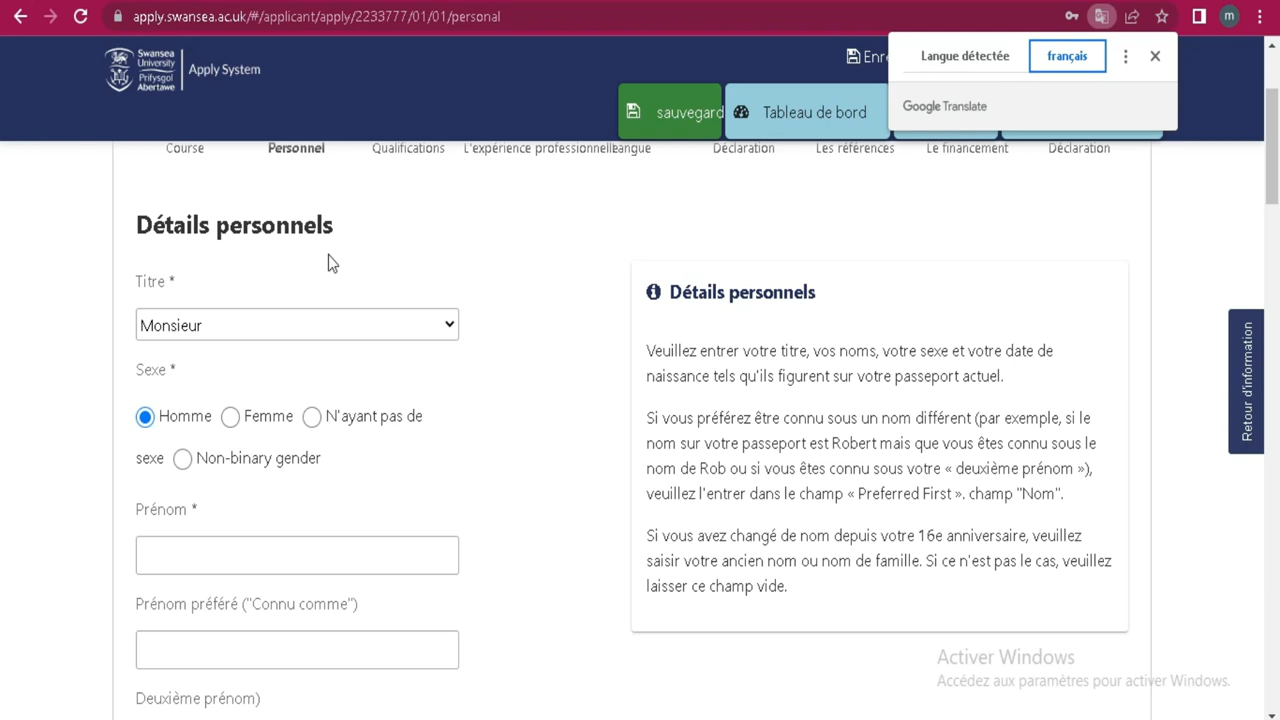 apply.swansea.ac.uk/#/applicant/apply/2233777/01/01/personal
m
Swansea
University
Prifysgol
Abertawe
Apply System
Enre
Langue détectée
français
Google Translate
sauvegard
Tableau de bord
Course
Personnel
Qualifications
L'expérience professionnelle
langue
Déclaration
Les références
Le financement
Déclaration
Détails personnels
Titre *
Monsieur
Sexe *
Homme
Femme
N'ayant pas de
sexe
Non-binary gender
Prénom *
Prénom préféré ("Connu comme")
Deuxième prénom)
Détails personnels
Veuillez entrer votre titre, vos noms, votre sexe et votre date de
naissance tels qu'ils figurent sur votre passeport actuel.
Si vous préférez être connu sous un nom différent (par exemple, si le
nom sur votre passeport est Robert mais que vous êtes connu sous le
nom de Rob ou si vous êtes connu sous votre « deuxième prénom »),
veuillez l'entrer dans le champ « Preferred First ». champ "Nom".
Si vous avez changé de nom depuis votre 16e anniversaire, veuillez
saisir votre ancien nom ou nom de famille. Si ce n'est pas le cas, veuillez
laisser ce champ vide.
Retour d'information
Activer Windows
Accédez aux paramètres pour activer Windows.